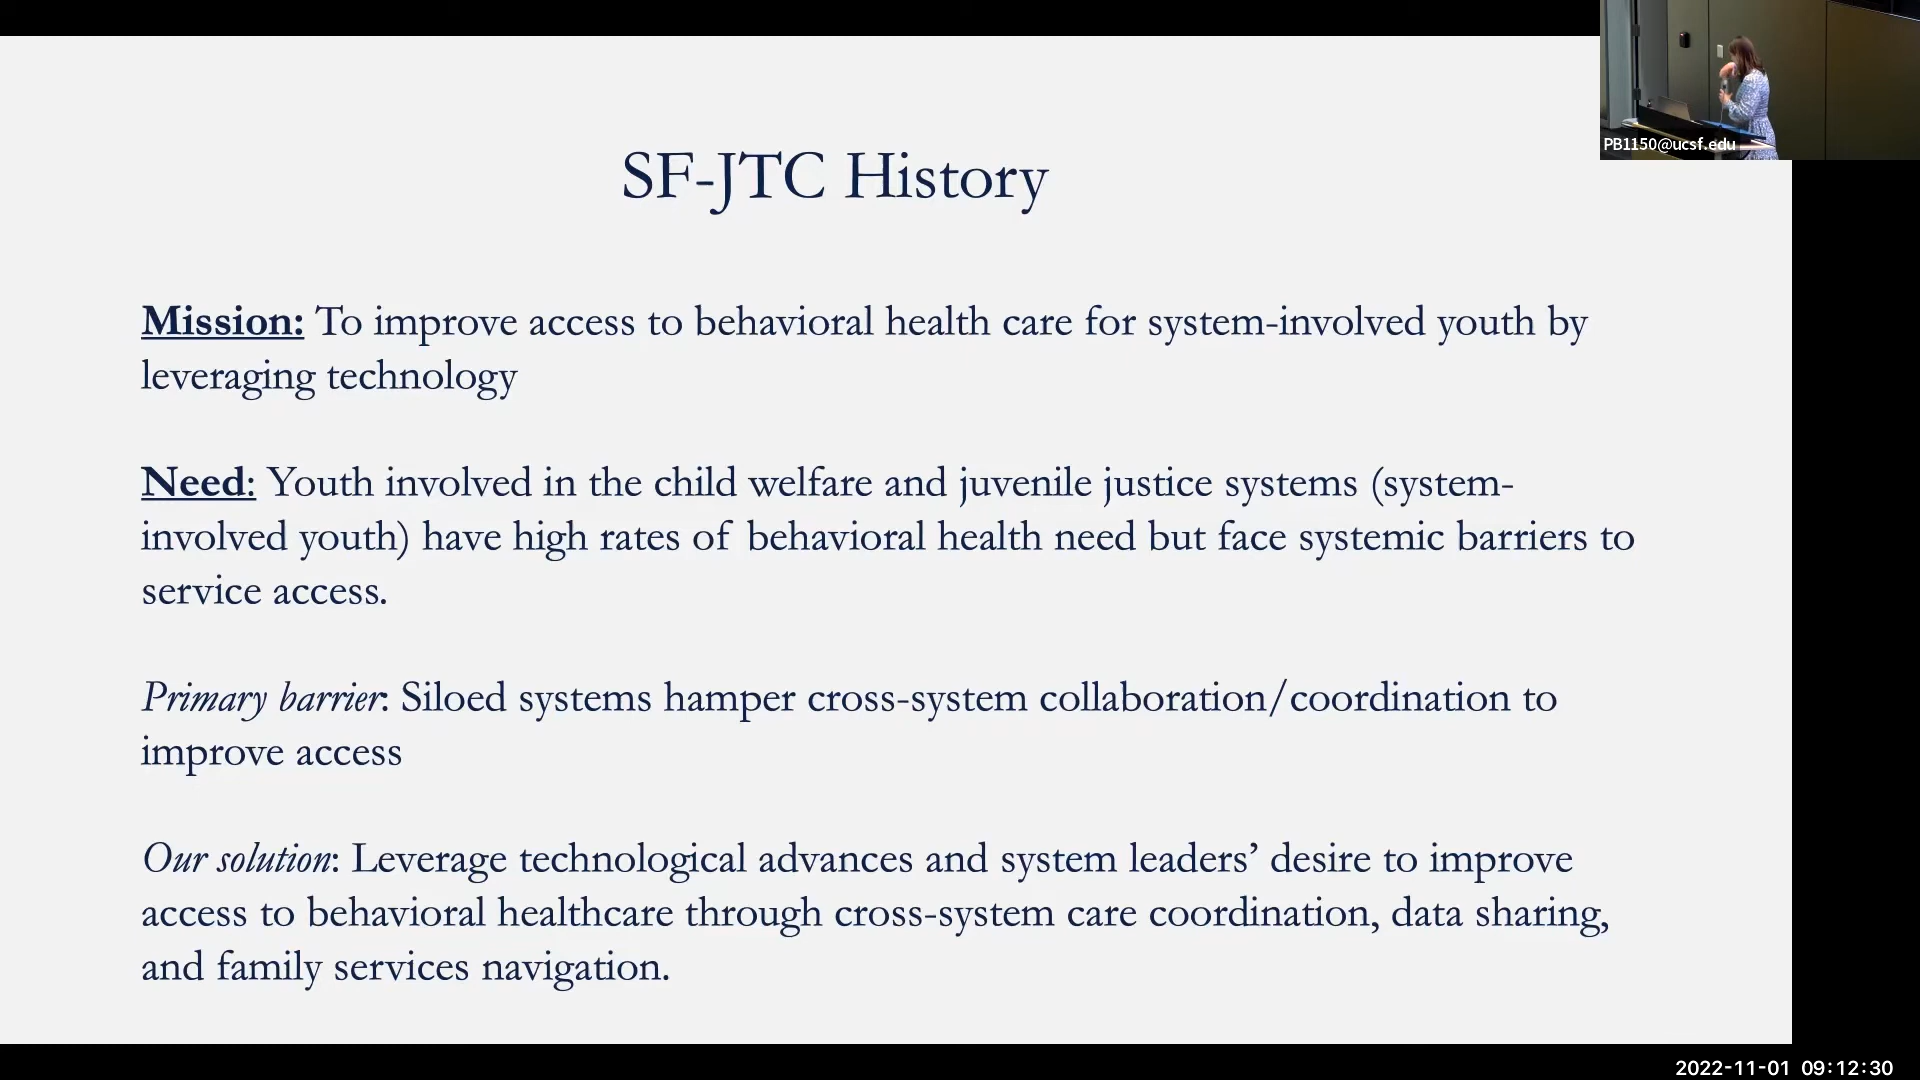 PB1150@ucsf.edu
SF-JTC History
Mission: To improve access to behavioral health care for system-involved youth by
leveraging technology
Need: Youth involved in the child welfare and juvenile justice systems (system-
involved youth) have high rates of behavioral health need but face systemic barriers to
service access.
Primary barrier: Siloed systems hamper cross-system collaboration/coordination to
improve access
Our solution: Leverage technological advances and system leaders’ desire to improve
access to behavioral healthcare through cross-system care coordination, data sharing,
and family services navigation.
2022-11-01 09:12:30